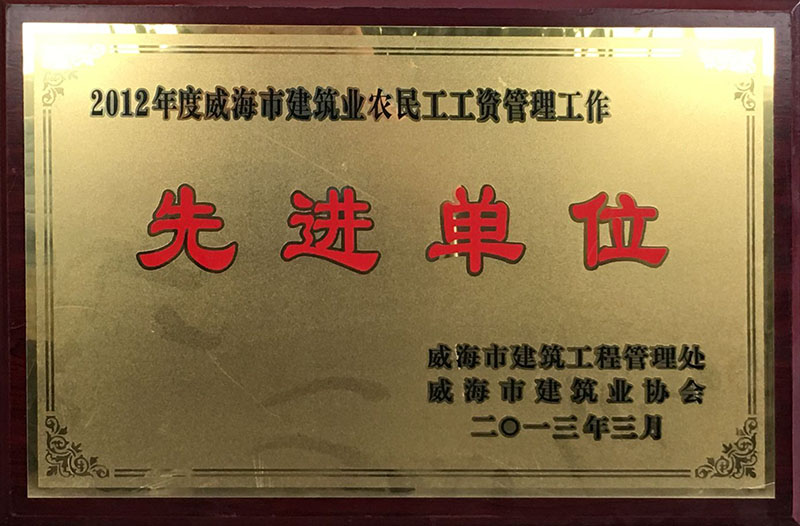 2012年度威海市建筑业农民工工资管理工作
先进单位
威海市建筑工程管理处
威海市建筑业协会
二〇一三年三月